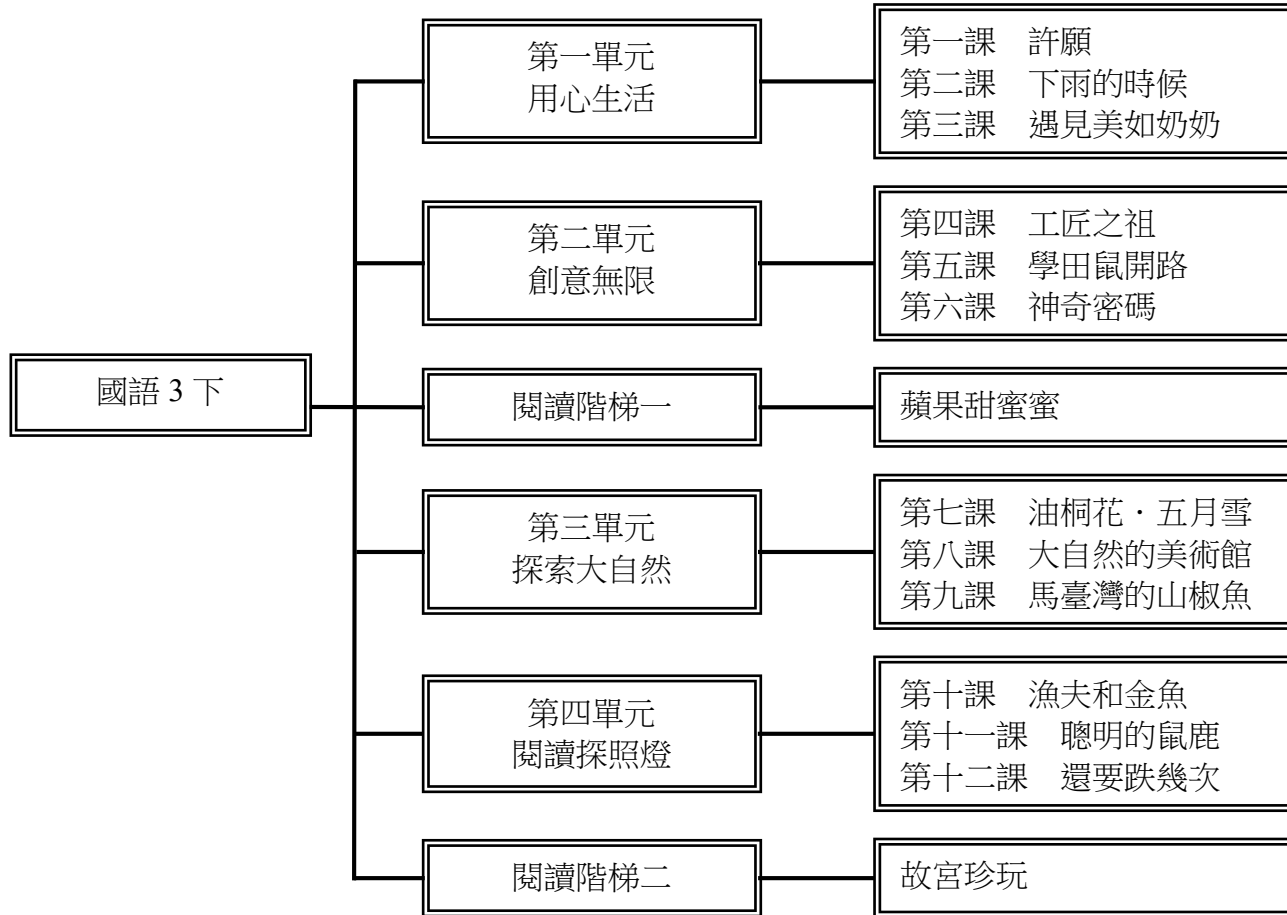 國語 3 下
第一單元
用心生活
第一課　許願
第二課　下雨的時候
第三課　遇見美如奶奶
第二單元
創意無限
第四課　工匠之祖
第五課　學田鼠開路
第六課　神奇密碼
閱讀階梯一
蘋果甜蜜蜜
第三單元
探索大自然
第七課　油桐花．五月雪
第八課　大自然的美術館
第九課　馬臺灣的山椒魚
第四單元
閱讀探照燈
第十課　漁夫和金魚
第十一課　聰明的鼠鹿
第十二課　還要跌幾次
閱讀階梯二
故宮珍玩